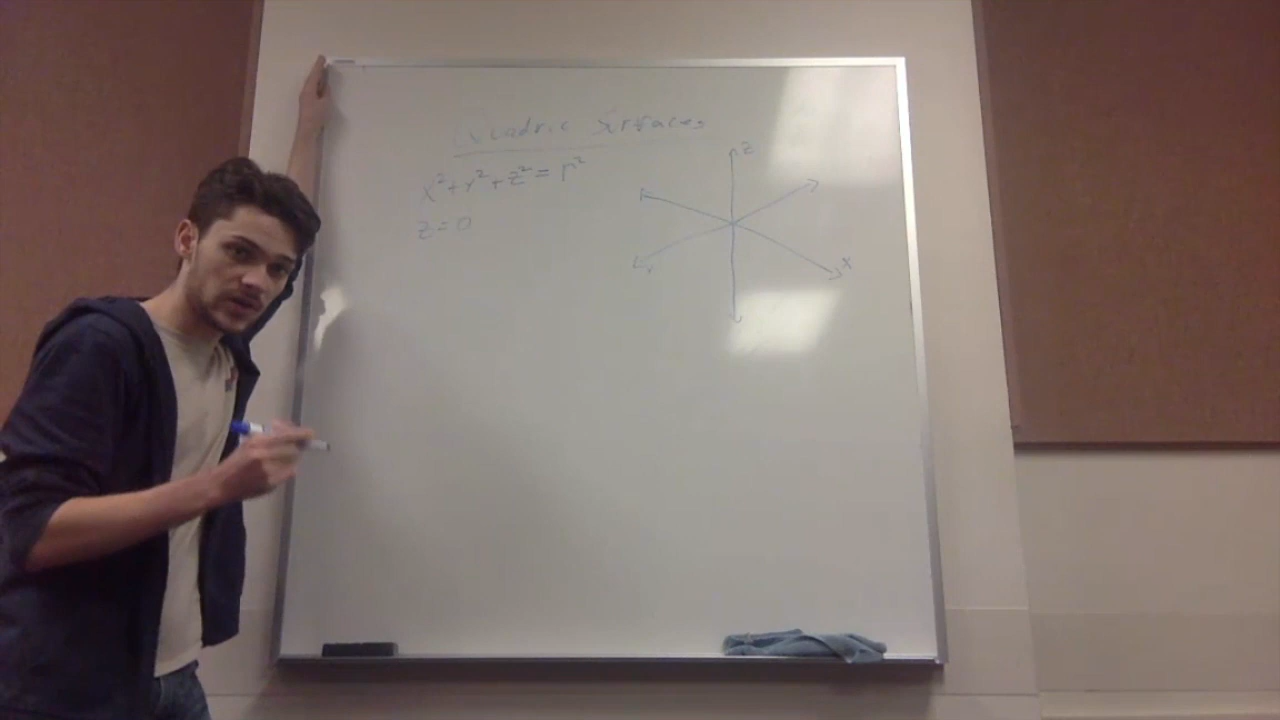 Quadric Surfaces
x²+y²+z²=r²
z=0
z
y
x